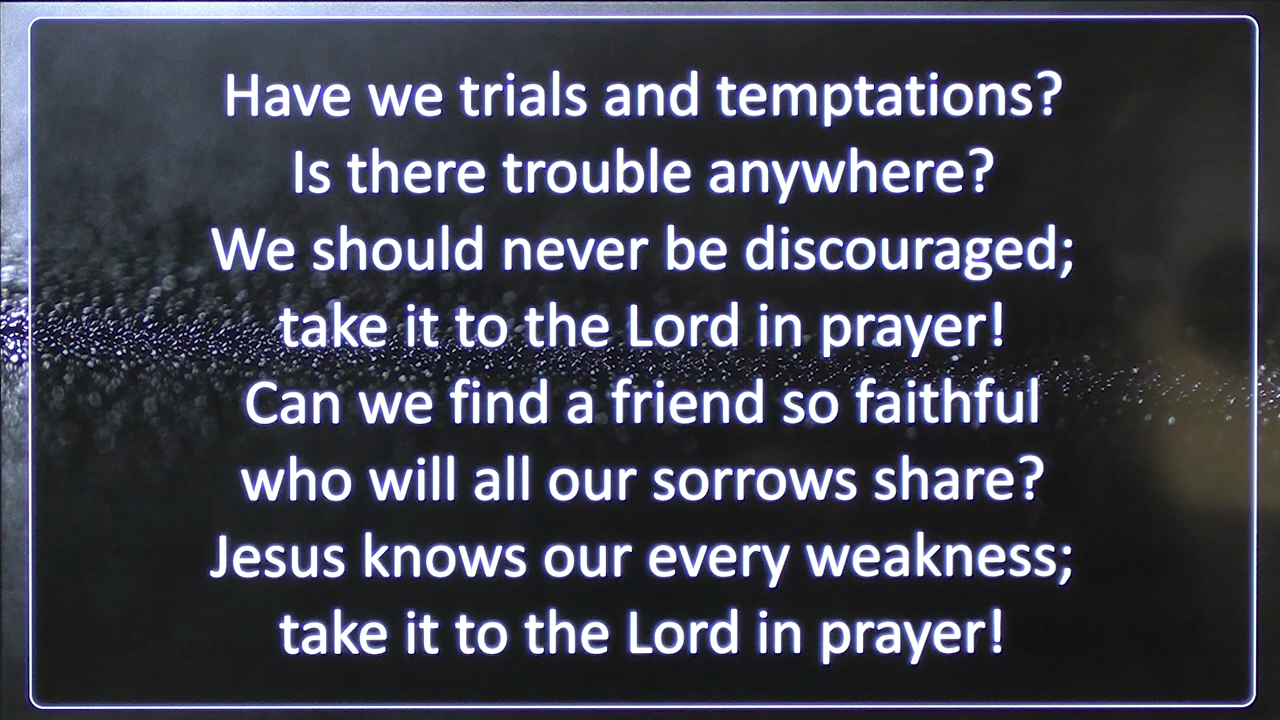 Have we trials and temptations?
Is there trouble anywhere?
We should never be discouraged;
take it to the Lord in prayer!
Can we find a friend so faithful
who will all our sorrows share?
Jesus knows our every weakness;
take it to the Lord in prayer!